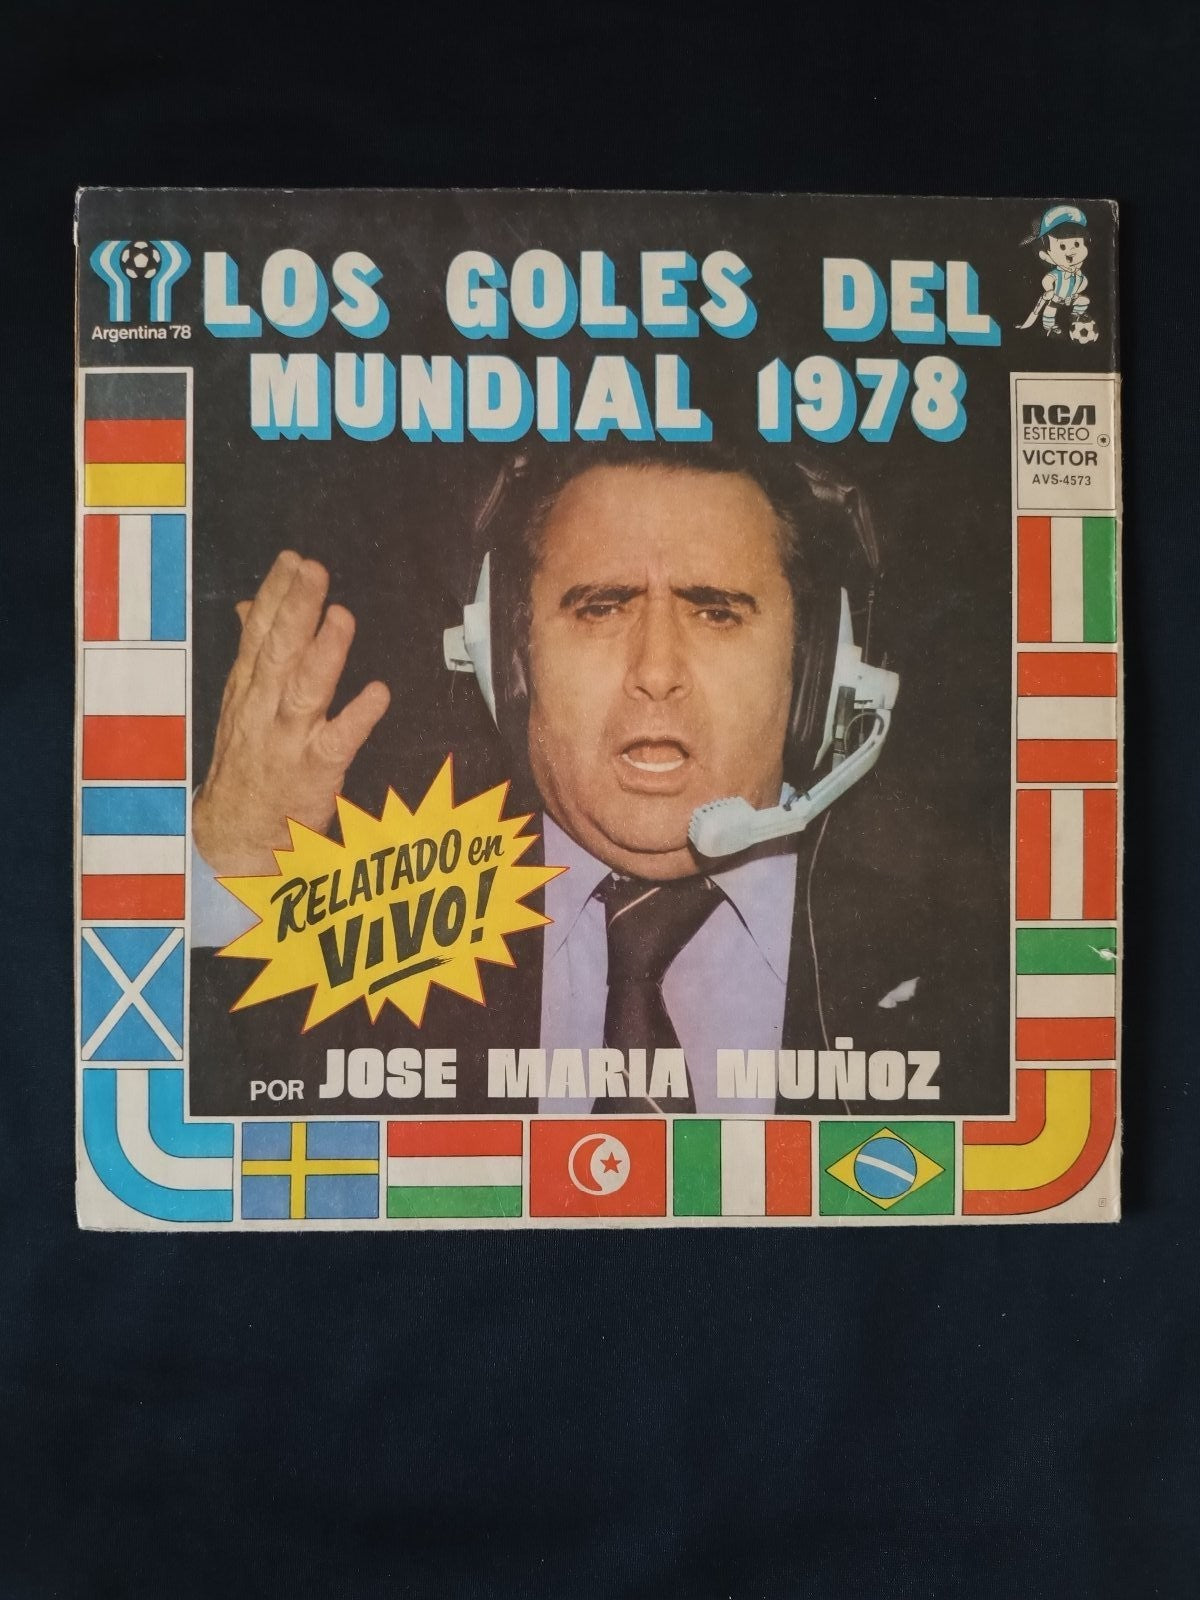 LOS GOLES DEL
MUNDIAL 1978
Argentina '78
RCA
ESTEREO
VICTOR
AVS-4573
RELATADO en
VIVO!
POR JOSE MARIA MUÑOZ